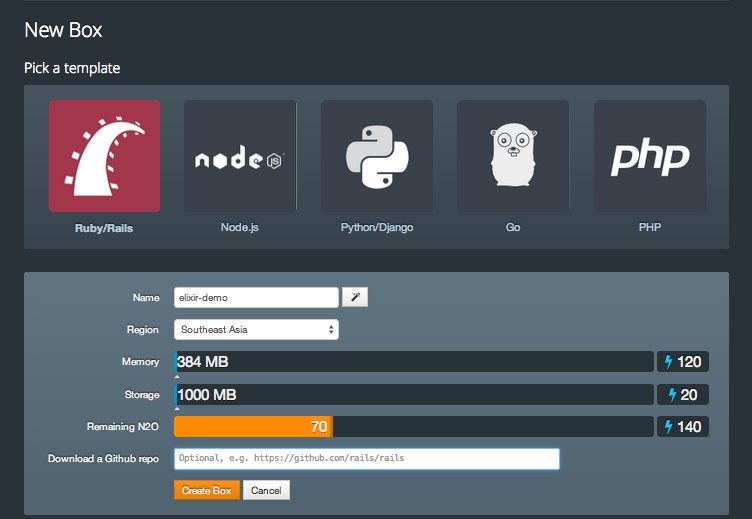 New Box
Pick a template
node JS
php
Ruby/Rails
Node.js
Python/Django
Go
PHP
Name elixir-demo
Region Southeast Asia
Memory 384 MB 120
Storage 1000 MB 20
Remaining N2O 70 140
Download a Github repo Optional, e.g. https://github.com/rails/rails
Create Box Cancel